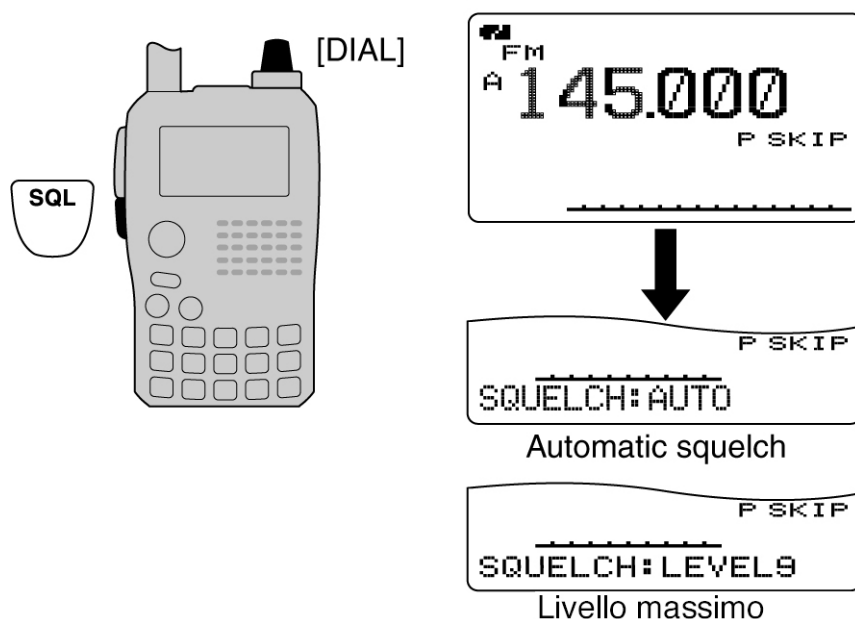 [DIAL]
SQL
FM
A 145.000
P SKIP
P SKIP
SQUELCH:AUTO
Automatic squelch
P SKIP
SQUELCH:LEVEL9
Livello massimo